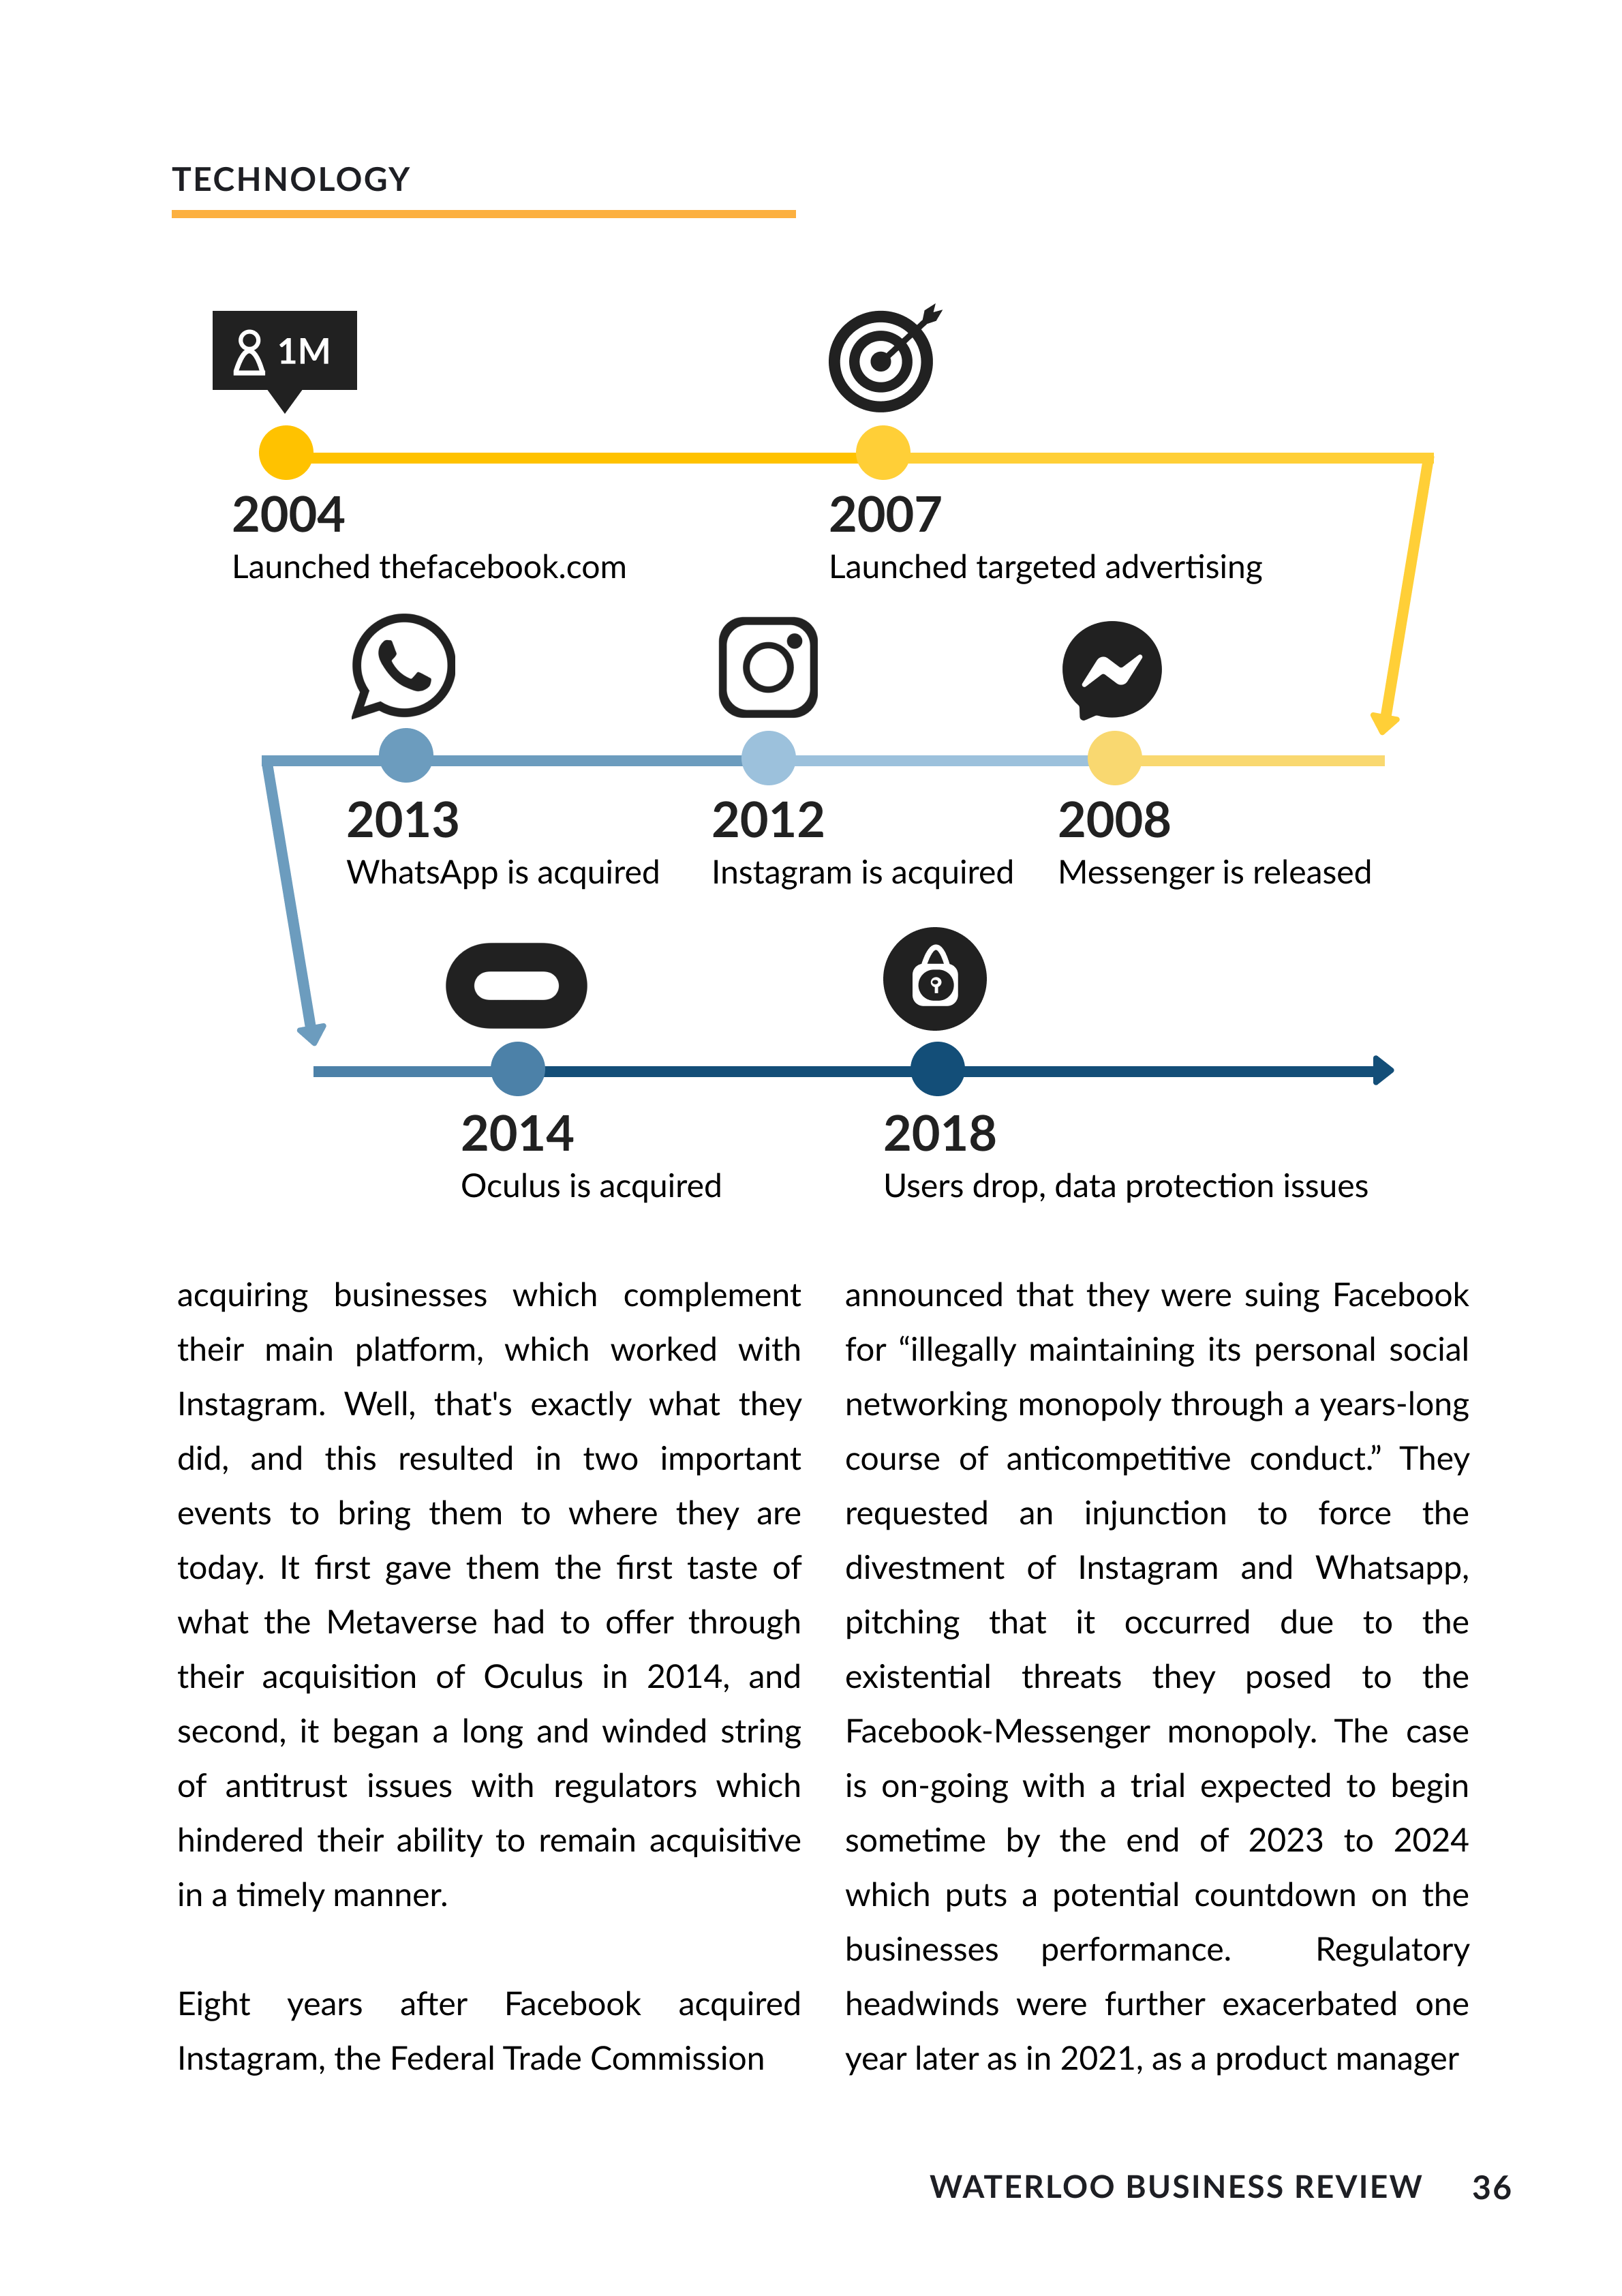 TECHNOLOGY
1M
2004
Launched thefacebook.com
2007
Launched targeted advertising
2013
WhatsApp is acquired
2012
Instagram is acquired
2008
Messenger is released
2014
Oculus is acquired
2018
Users drop, data protection issues
acquiring businesses which complement
their main platform, which worked with
Instagram. Well, that's exactly what they
did, and this resulted in two important
events to bring them to where they are
today. It first gave them the first taste of
what the Metaverse had to offer through
their acquisition of Oculus in 2014, and
second, it began a long and winded string
of antitrust issues with regulators which
hindered their ability to remain acquisitive
in a timely manner.
Eight years after Facebook acquired
Instagram, the Federal Trade Commission
announced that they were suing Facebook
for “illegally maintaining its personal social
networking monopoly through a years-long
course of anticompetitive conduct.” They
requested an injunction to force the
divestment of Instagram and Whatsapp,
pitching that it occurred due to the
existential threats they posed to the
Facebook-Messenger monopoly. The case
is on-going with a trial expected to begin
sometime by the end of 2023 to 2024
which puts a potential countdown on the
businesses performance. Regulatory
headwinds were further exacerbated one
year later as in 2021, as a product manager
WATERLOO BUSINESS REVIEW 36